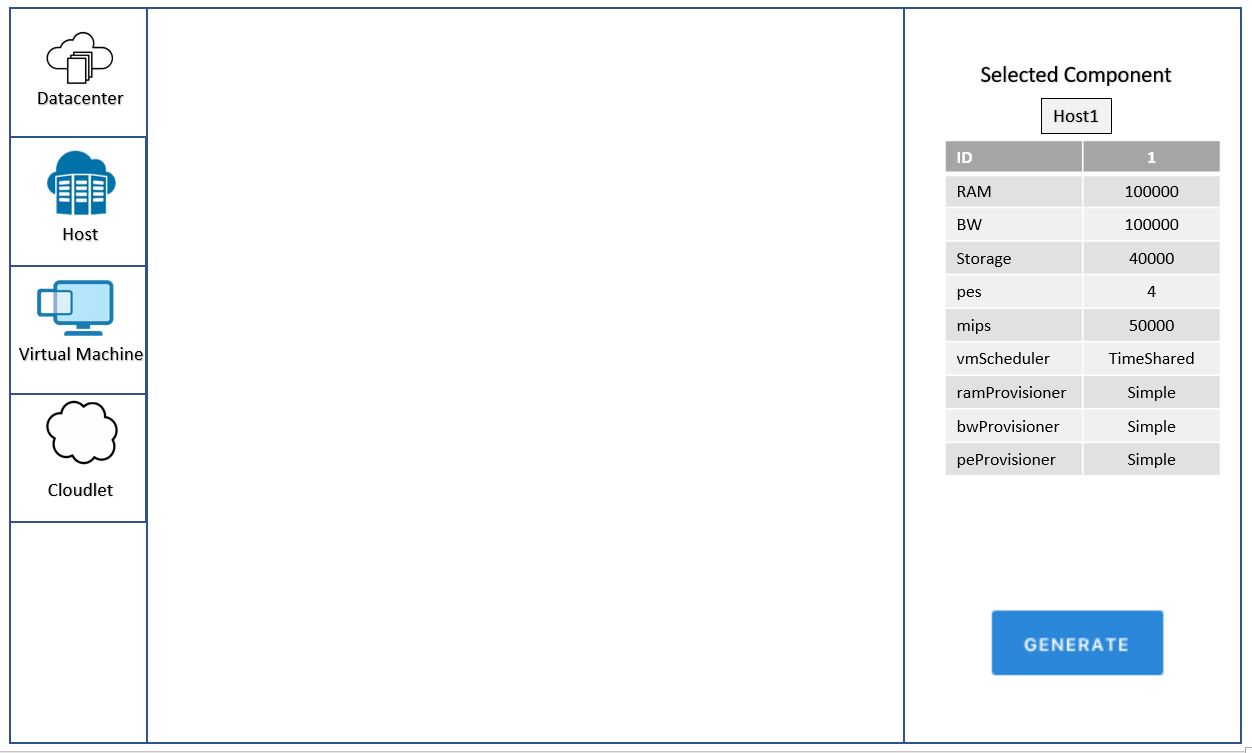 Datacenter
Host
Virtual Machine
Cloudlet
Selected Component
Host1
ID 1
RAM 100000
BW 100000
Storage 40000
pes 4
mips 50000
vmScheduler TimeShared
ramProvisioner Simple
bwProvisioner Simple
peProvisioner Simple
GENERATE